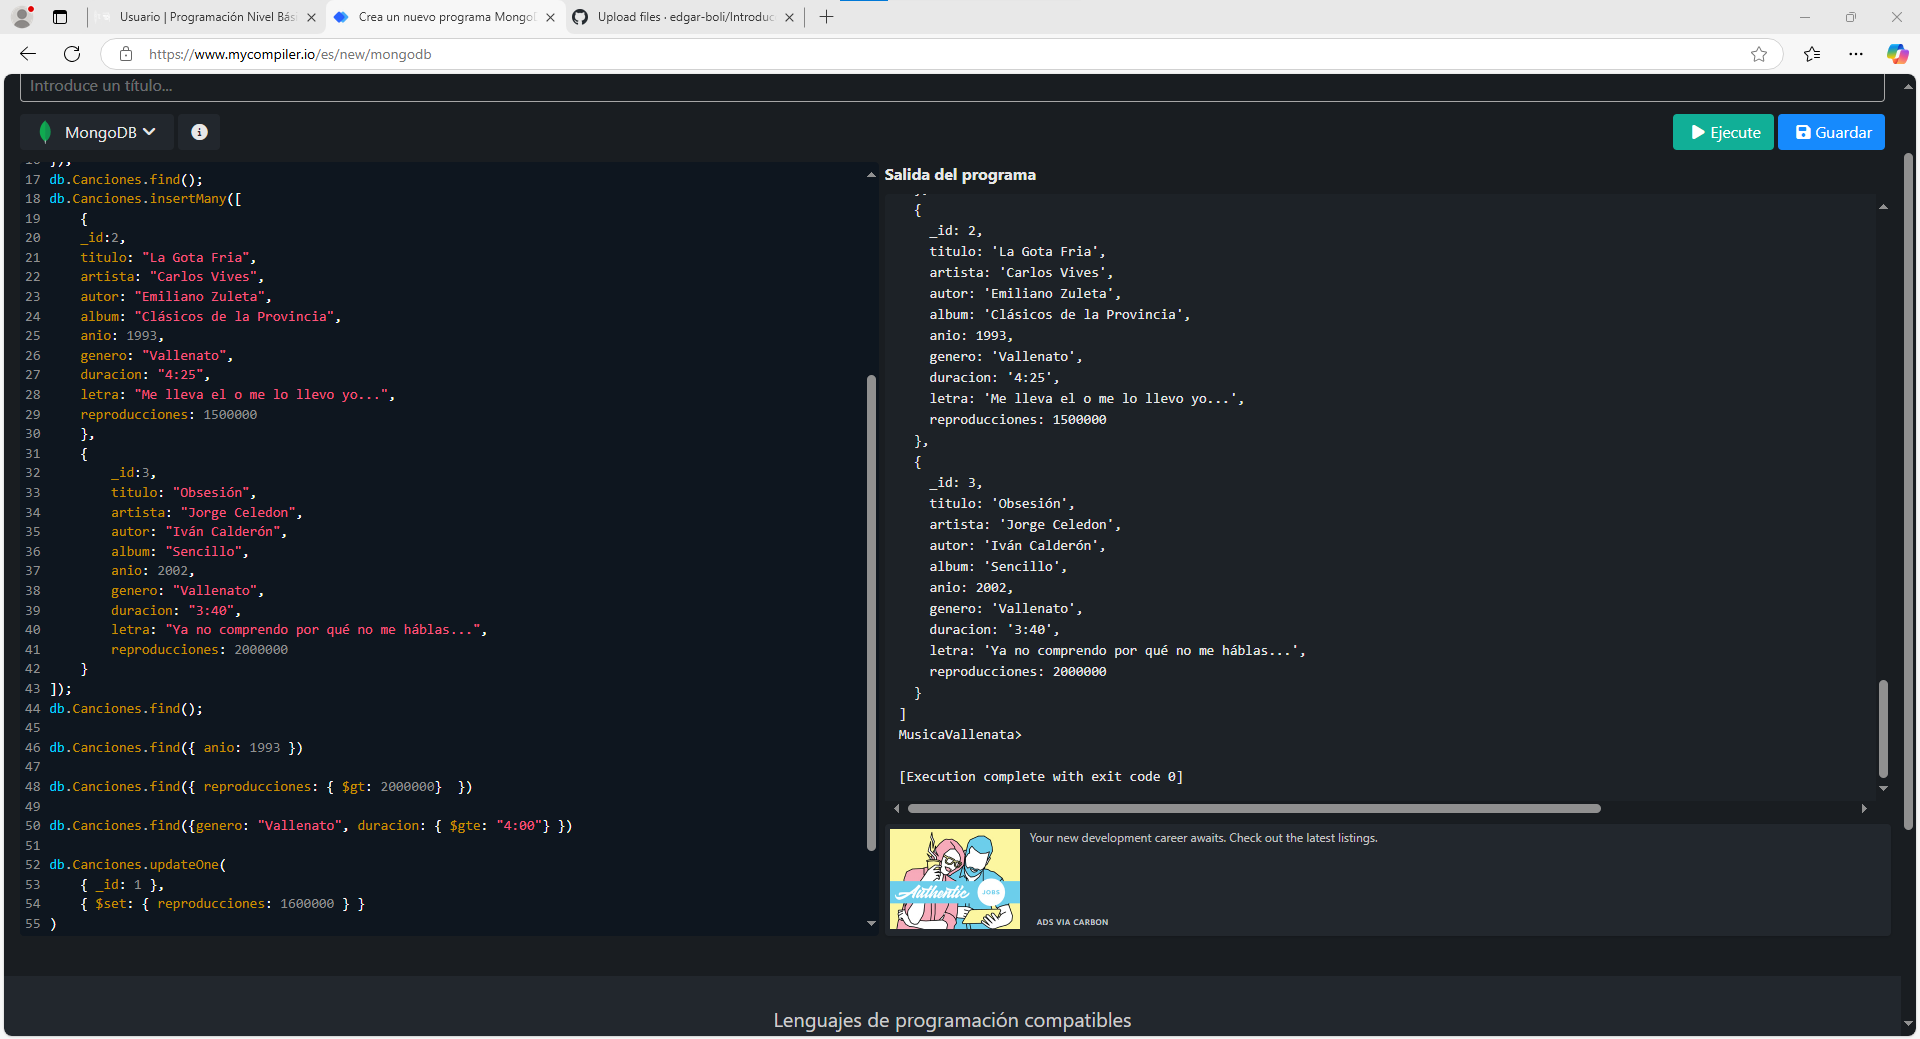 Usuario | Programación Nivel Bás
Crea un nuevo programa MongoD
Upload files · edgar-boli/Introduc
https://www.mycompiler.io/es/new/mongodb
Introduce un título...
MongoDB
Ejecute
Guardar
16 });
17 db.Canciones.find();
18 db.Canciones.insertMany([
19 {
20 _id:2,
21 titulo: "La Gota Fria",
22 artista: "Carlos Vives",
23 autor: "Emiliano Zuleta",
24 album: "Clásicos de la Provincia",
25 anio: 1993,
26 genero: "Vallenato",
27 duracion: "4:25",
28 letra: "Me lleva el o me lo llevo yo...",
29 reproducciones: 1500000
30 },
31 {
32 _id:3,
33 titulo: "Obsesión",
34 artista: "Jorge Celedon",
35 autor: "Iván Calderón",
36 album: "Sencillo",
37 anio: 2002,
38 genero: "Vallenato",
39 duracion: "3:40",
40 letra: "Ya no comprendo por qué no me háblas...",
41 reproducciones: 2000000
42 }
43 ]);
44 db.Canciones.find();
45
46 db.Canciones.find({ anio: 1993 })
47
48 db.Canciones.find({ reproducciones: { $gt: 2000000}  })
49
50 db.Canciones.find({genero: "Vallenato", duracion: { $gte: "4:00"} })
51
52 db.Canciones.updateOne(
53 { _id: 1 },
54 { $set: { reproducciones: 1600000 } }
55 )
Salida del programa
},
{
_id: 2,
titulo: 'La Gota Fria',
artista: 'Carlos Vives',
autor: 'Emiliano Zuleta',
album: 'Clásicos de la Provincia',
anio: 1993,
genero: 'Vallenato',
duracion: '4:25',
letra: 'Me lleva el o me lo llevo yo...',
reproducciones: 1500000
},
{
_id: 3,
titulo: 'Obsesión',
artista: 'Jorge Celedon',
autor: 'Iván Calderón',
album: 'Sencillo',
anio: 2002,
genero: 'Vallenato',
duracion: '3:40',
letra: 'Ya no comprendo por qué no me háblas...',
reproducciones: 2000000
}
]
MusicaVallenata>
[Execution complete with exit code 0]
Authentic JOBS
Your new development career awaits. Check out the latest listings.
ADS VIA CARBON
Lenguajes de programación compatibles